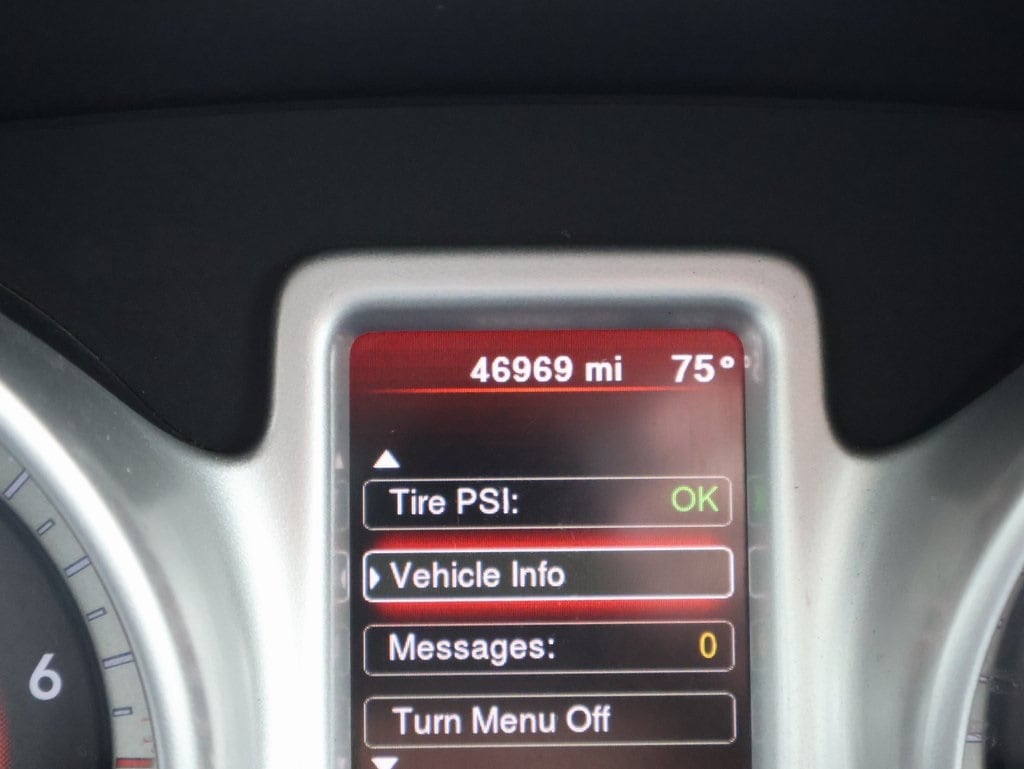 46969 mi 75°
Tire PSI: OK
Vehicle Info
Messages: 0
Turn Menu Off
6